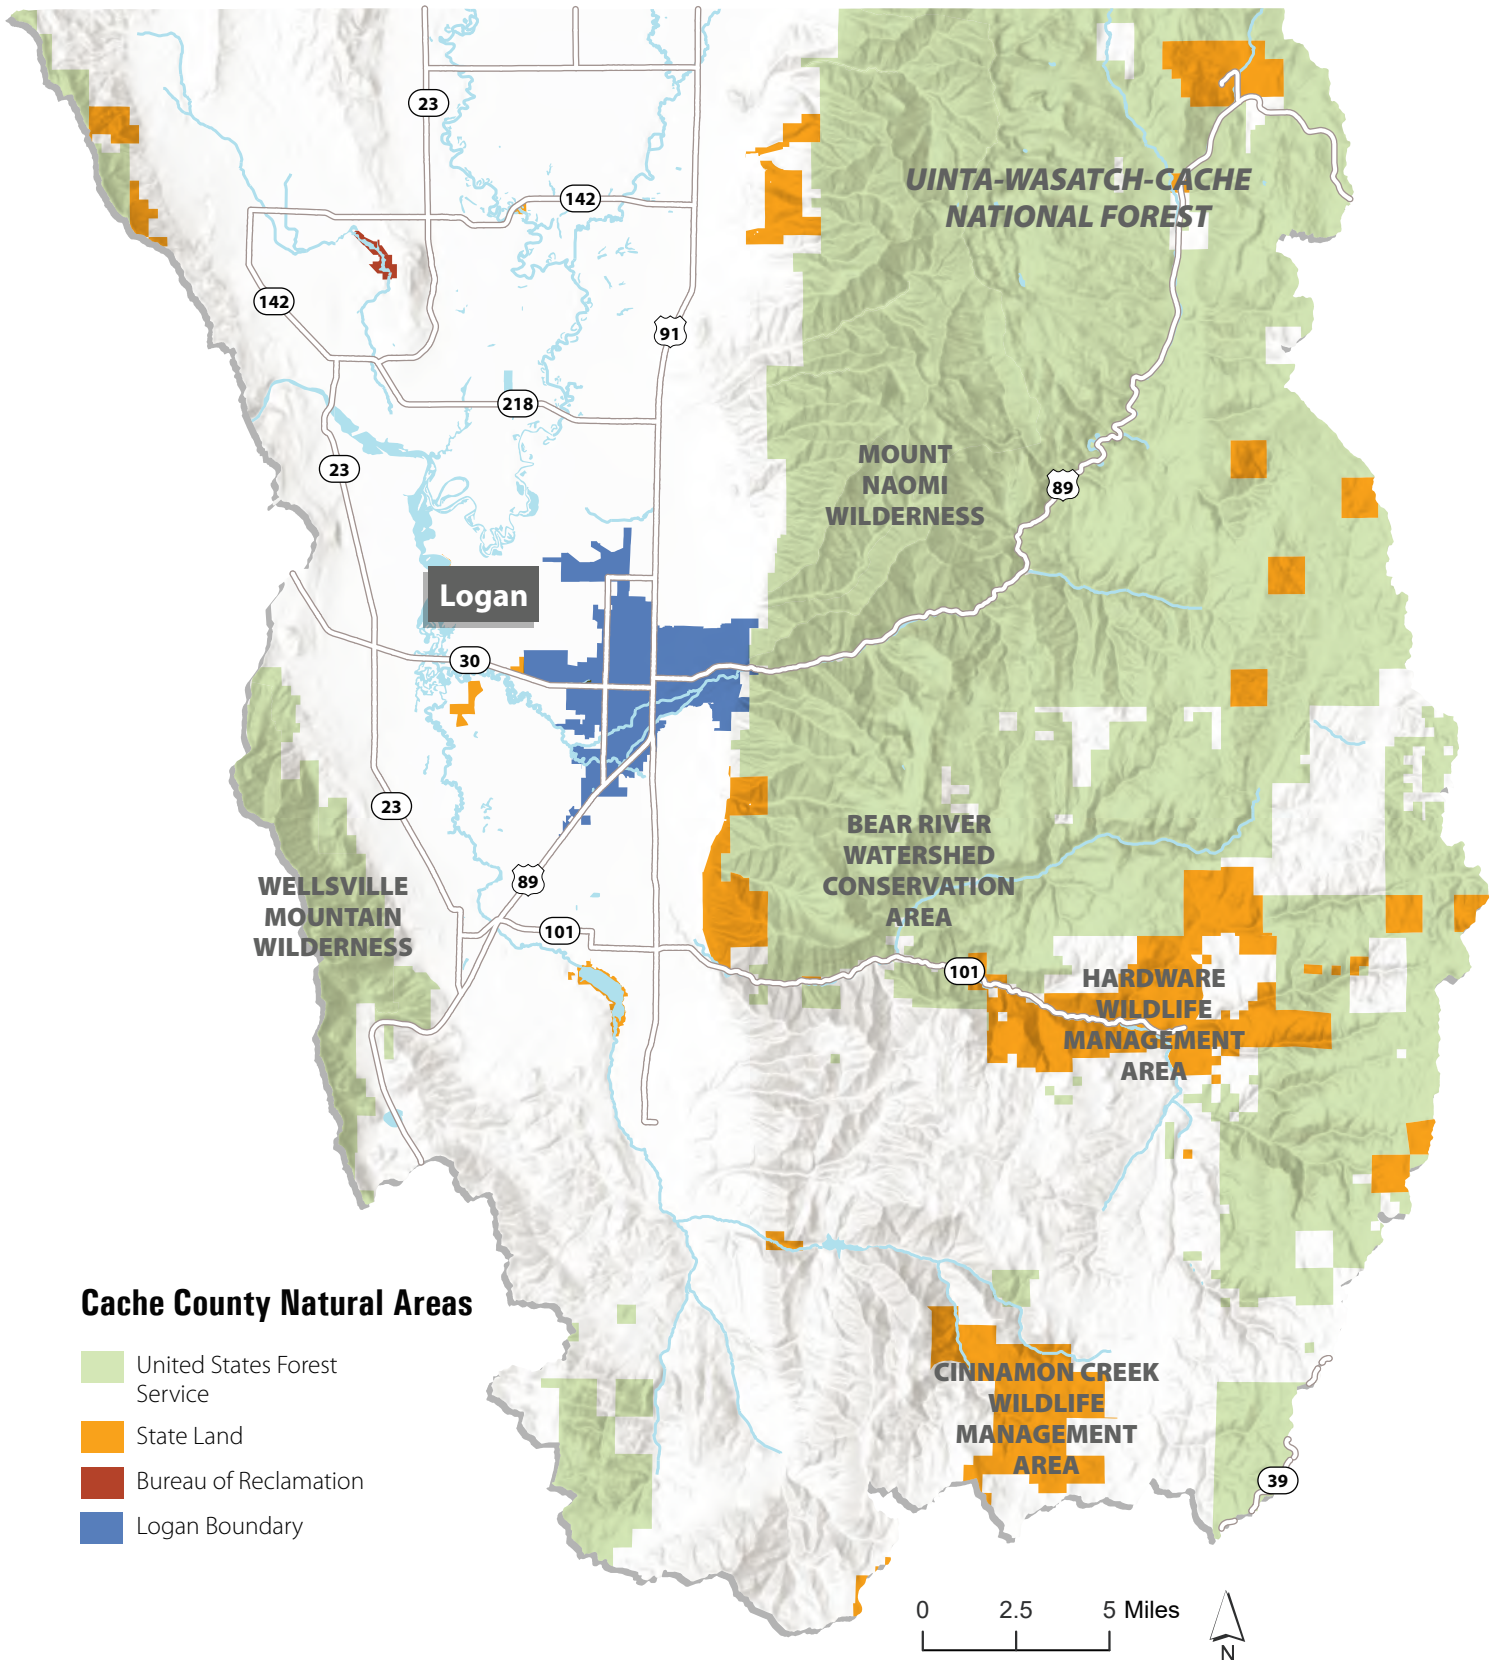 23
142
UINTA-WASATCH-CACHE
NATIONAL FOREST
142
91
218
23
MOUNT
NAOMI
WILDERNESS
89
Logan
30
23
BEAR RIVER
WATERSHED
CONSERVATION
AREA
89
WELLSVILLE
MOUNTAIN
WILDERNESS
101
101
HARDWARE
WILDLIFE
MANAGEMENT
AREA
Cache County Natural Areas
United States Forest
Service
State Land
Bureau of Reclamation
Logan Boundary
CINNAMON CREEK
WILDLIFE
MANAGEMENT
AREA
39
0 2.5 5 Miles
N